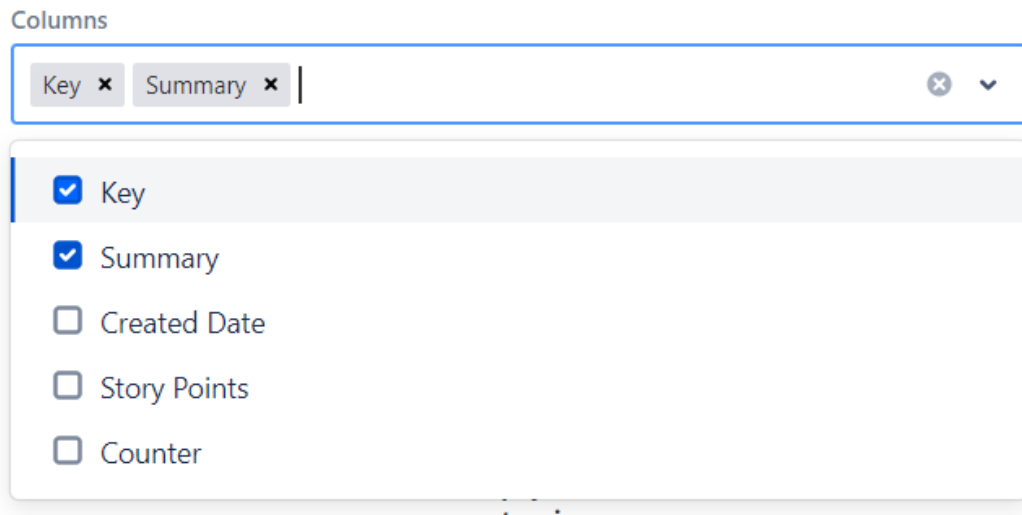 Columns
Key Summary
Key
Summary
Created Date
Story Points
Counter